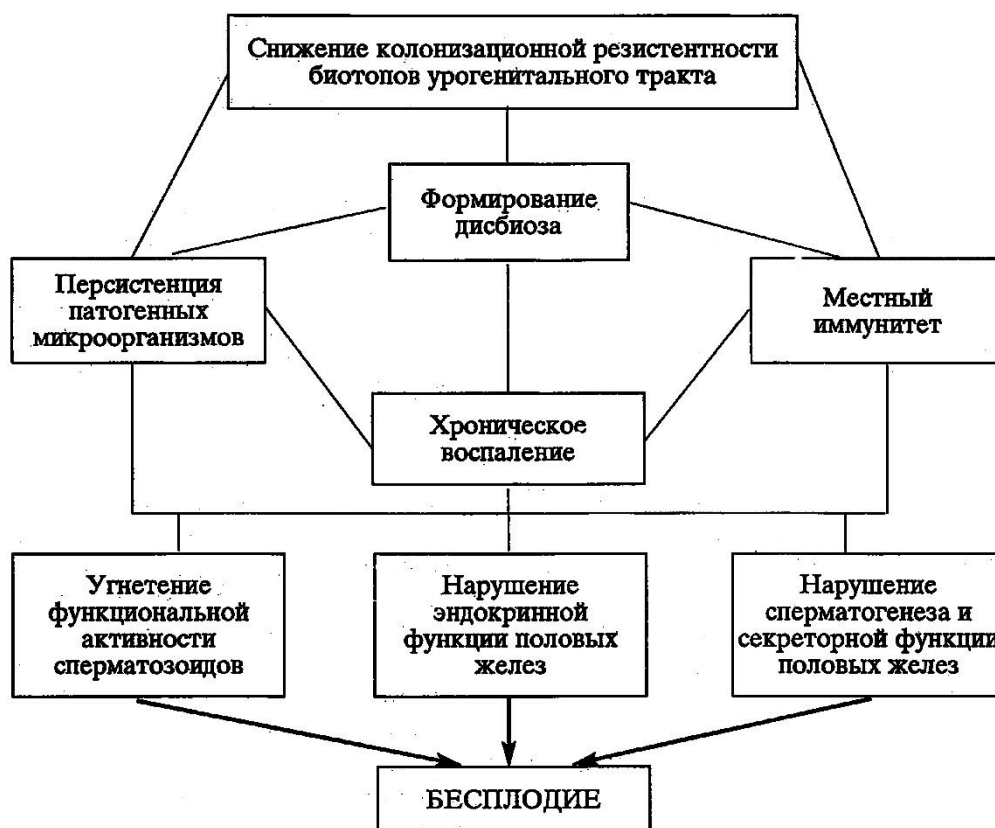 Снижение колонизационной резистентности
биотопов урогенитального тракта
Формирование
дисбиоза
Персистенция
патогенных
микроорганизмов
Местный
иммунитет
Хроническое
воспаление
Угнетение
функциональной
активности
сперматозоидов
Нарушение
эндокринной
функции половых
желез
Нарушение
сперматогенеза и
секреторной функции
половых желез
БЕСПЛОДИЕ